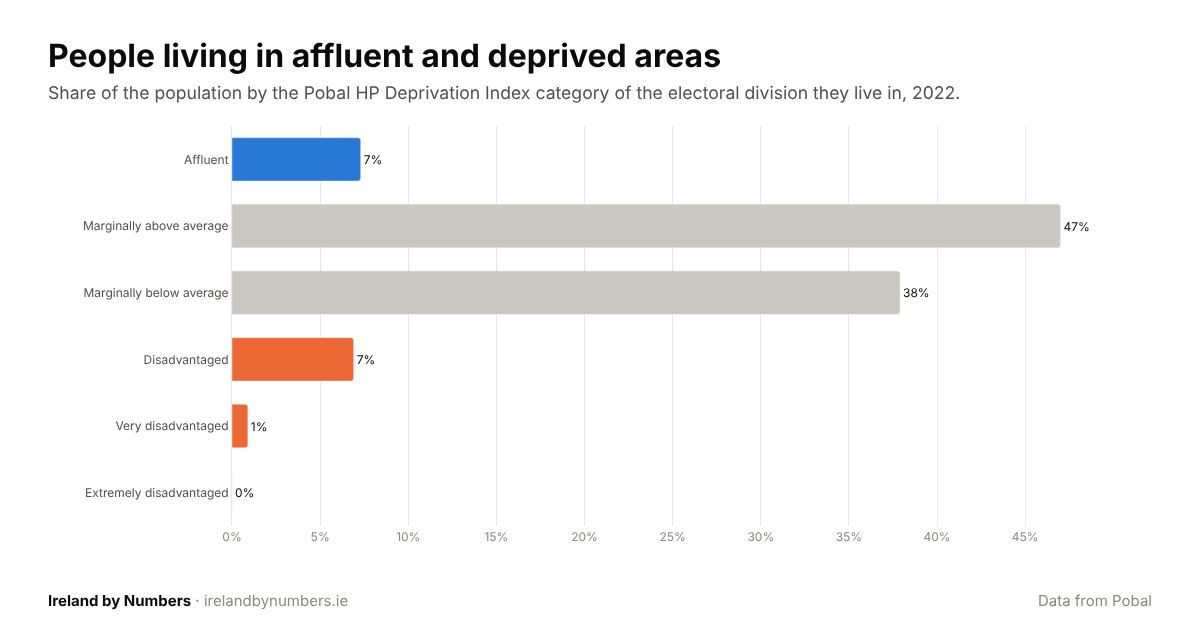 People living in affluent and deprived areas
Share of the population by the Pobal HP Deprivation Index category of the electoral division they live in, 2022.
Affluent 7%
Marginally above average 47%
Marginally below average 38%
Disadvantaged 7%
Very disadvantaged 1%
Extremely disadvantaged 0%
0% 5% 10% 15% 20% 25% 30% 35% 40% 45%
Ireland by Numbers · irelandbynumbers.ie Data from Pobal